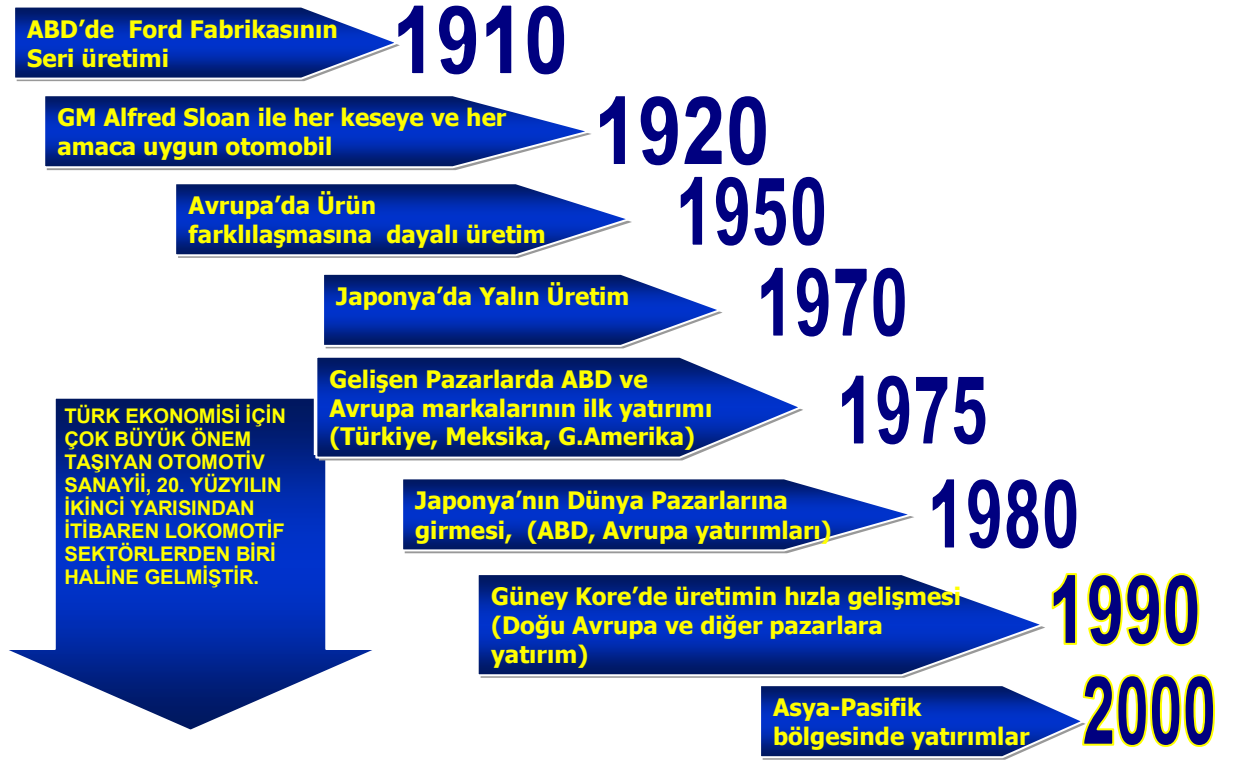 ABD’de  Ford Fabrikasının
Seri üretimi
1910
GM Alfred Sloan ile her keseye ve her
amaca uygun otomobil
1920
Avrupa’da Ürün
farklılaşmasına  dayalı üretim
1950
Japonya’da Yalın Üretim
1970
Gelişen Pazarlarda ABD ve
Avrupa markalarının ilk yatırımı
(Türkiye, Meksika, G.Amerika)
1975
TÜRK EKONOMİSİ İÇİN
ÇOK BÜYÜK ÖNEM
TAŞIYAN OTOMOTİV
SANAYİİ, 20. YÜZYILIN
İKİNCİ YARISINDAN
İTİBAREN LOKOMOTİF
SEKTÖRLERDEN BİRİ
HALİNE GELMİŞTİR.
Japonya’nın Dünya Pazarlarına
girmesi,  (ABD, Avrupa yatırımları)
1980
Güney Kore’de üretimin hızla gelişmesi
(Doğu Avrupa ve diğer pazarlara
yatırım)
1990
Asya-Pasifik
bölgesinde yatırımlar
2000